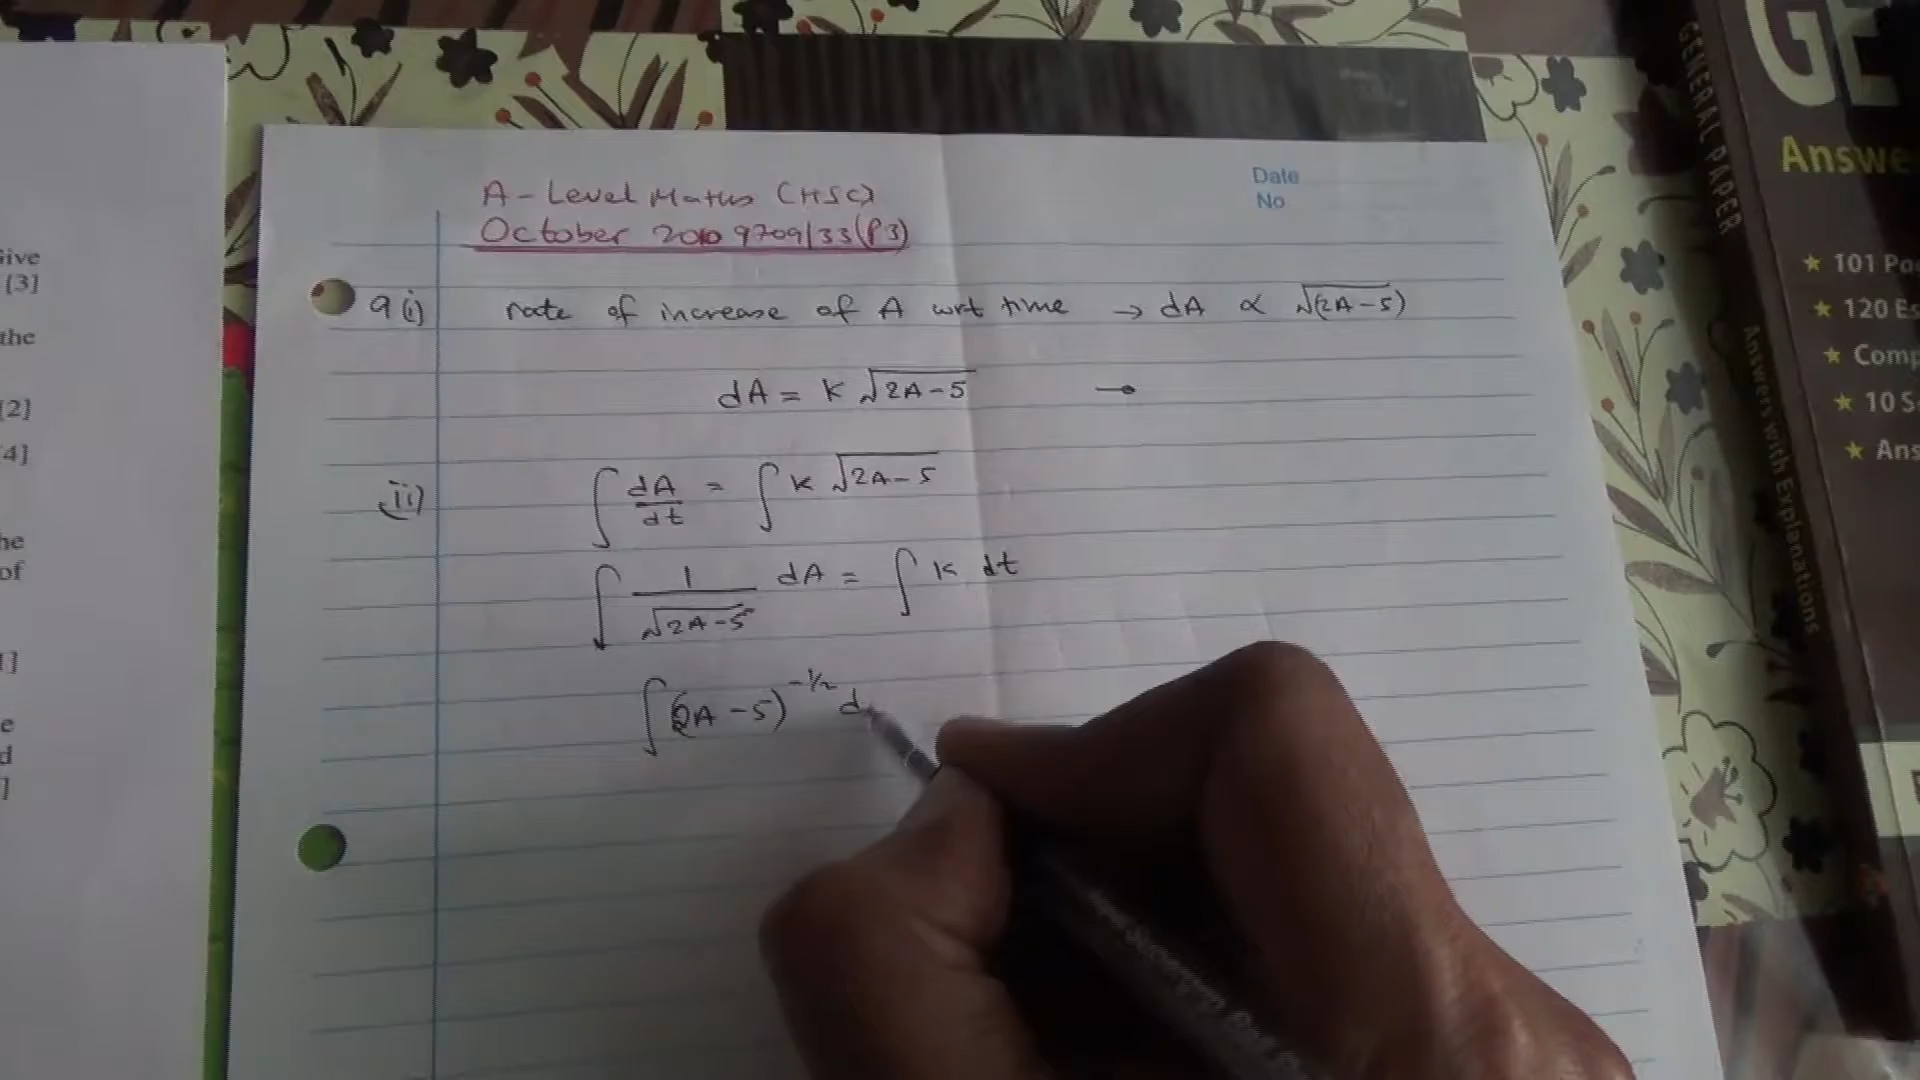 A-Level Maths (HSC)
October 2010 9709/33 (P3)
Date
No
9(i) rate of increase of A wrt time → dA ∝ √(2A-5)
dA = k √2A-5 →
(ii) ∫ dA/dt = ∫ k √2A-5
∫ 1/√2A-5 dA = ∫ k dt
∫ (2A-5)^-1/2 d
Give
[3]
the
[2]
[4]
he
of
]
e
d
]
GENERAL PAPER
Answers with Explanations
GE
Answe
★ 101 Pa
★ 120 Es
★ Comp
★ 10 S
★ Ans